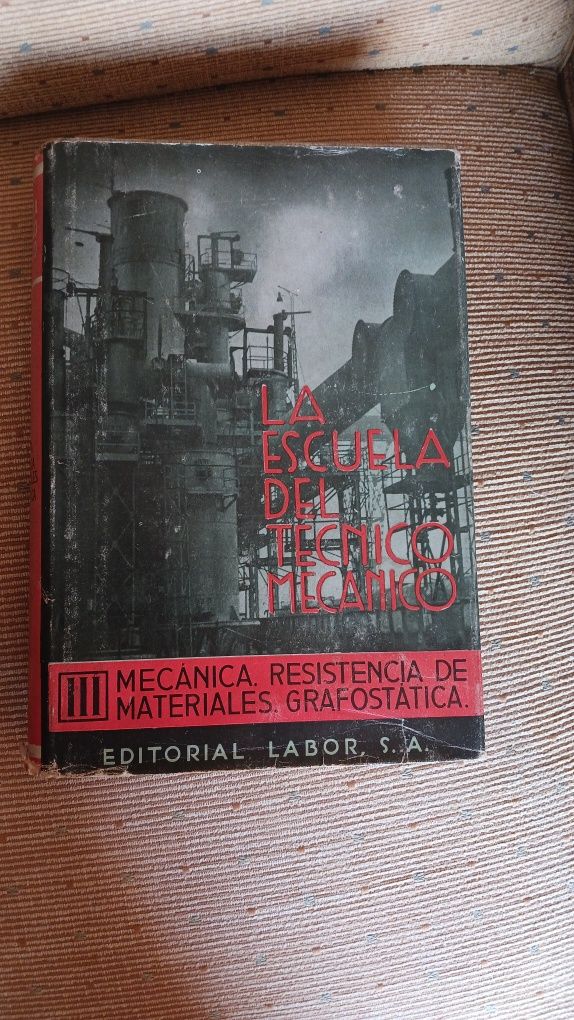 LA
ESCUELA
DEL
TECNICO
MECANICO
III
MECÁNICA. RESISTENCIA DE
MATERIALES. GRAFOSTÁTICA.
EDITORIAL LABOR, S. A.